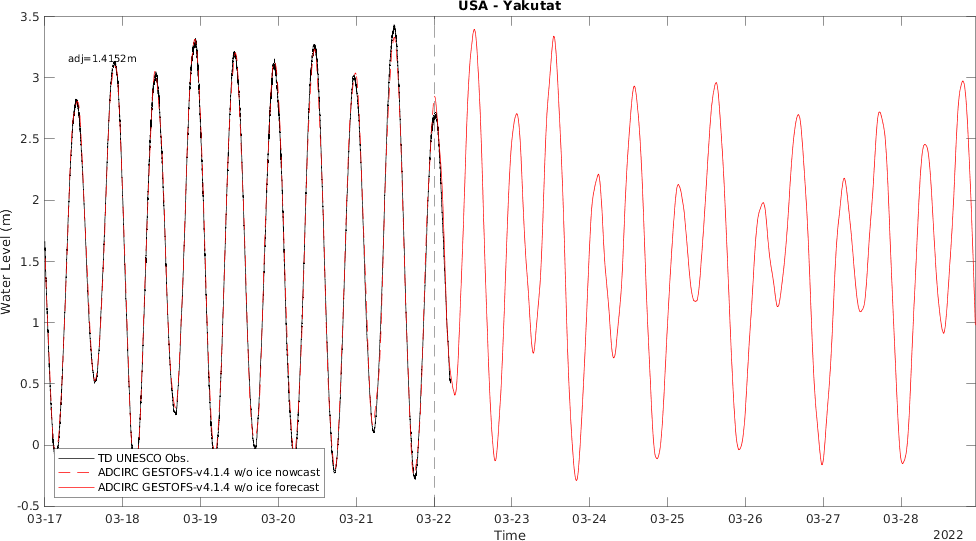 USA - Yakutat
adj=1.4152m
Water Level (m)
3.5
3
2.5
2
1.5
1
0.5
0
-0.5
TD UNESCO Obs.
ADCIRC GESTOFS-v4.1.4 w/o ice nowcast
ADCIRC GESTOFS-v4.1.4 w/o ice forecast
03-17 03-18 03-19 03-20 03-21 03-22 03-23 03-24 03-25 03-26 03-27 03-28
Time
2022